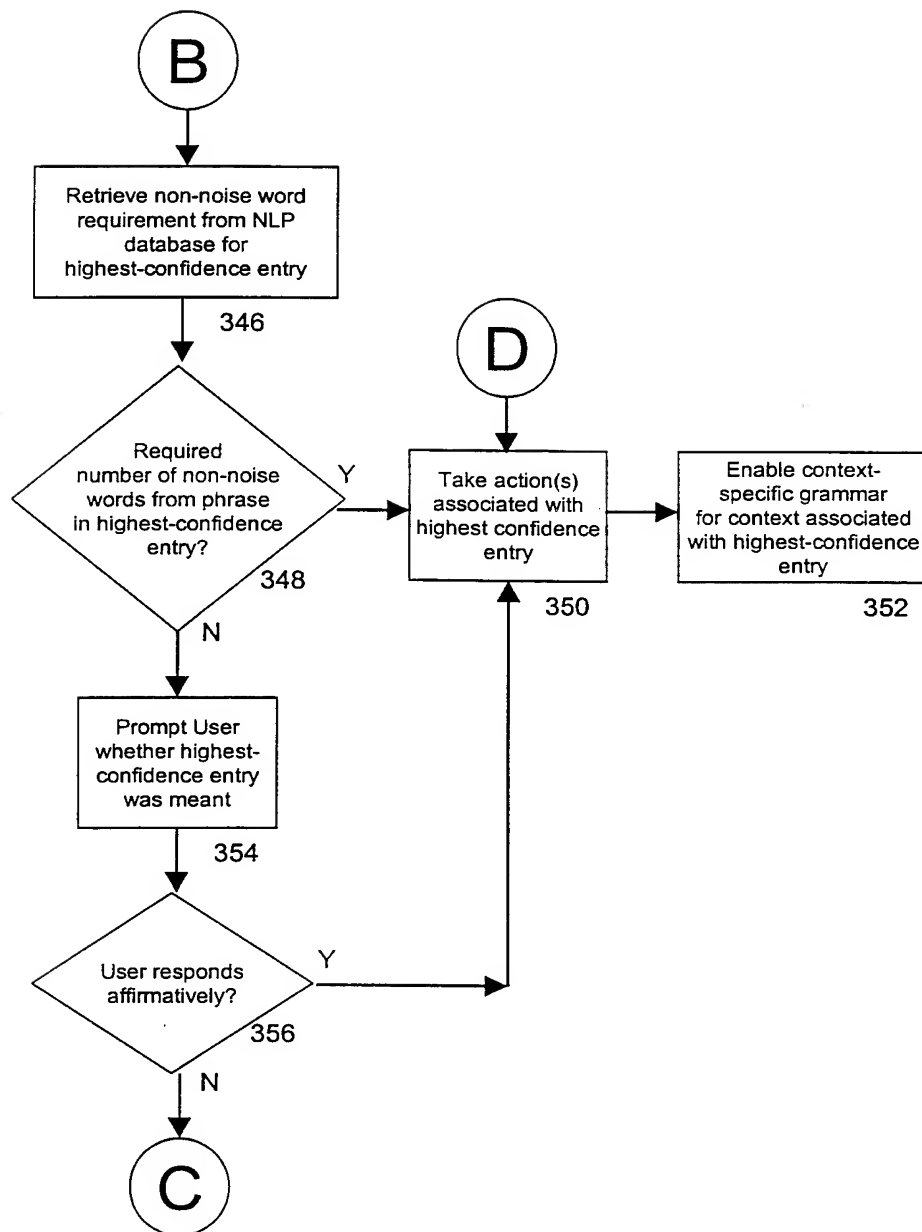 B
Retrieve non-noise word
requirement from NLP
database for
highest-confidence entry
346
D
Required
number of non-noise
words from phrase
in highest-confidence
entry?
348
Y
N
Take action(s)
associated with
highest confidence
entry
350
Enable context-
specific grammar
for context associated
with highest-confidence
entry
352
Prompt User
whether highest-
confidence entry
was meant
354
User responds
affirmatively?
356
Y
N
C